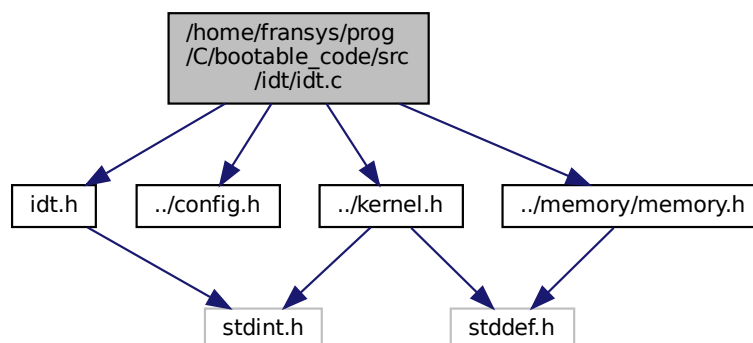 /home/fransys/prog
/C/bootable_code/src
/idt/idt.c
idt.h
../config.h
../kernel.h
../memory/memory.h
stdint.h
stddef.h